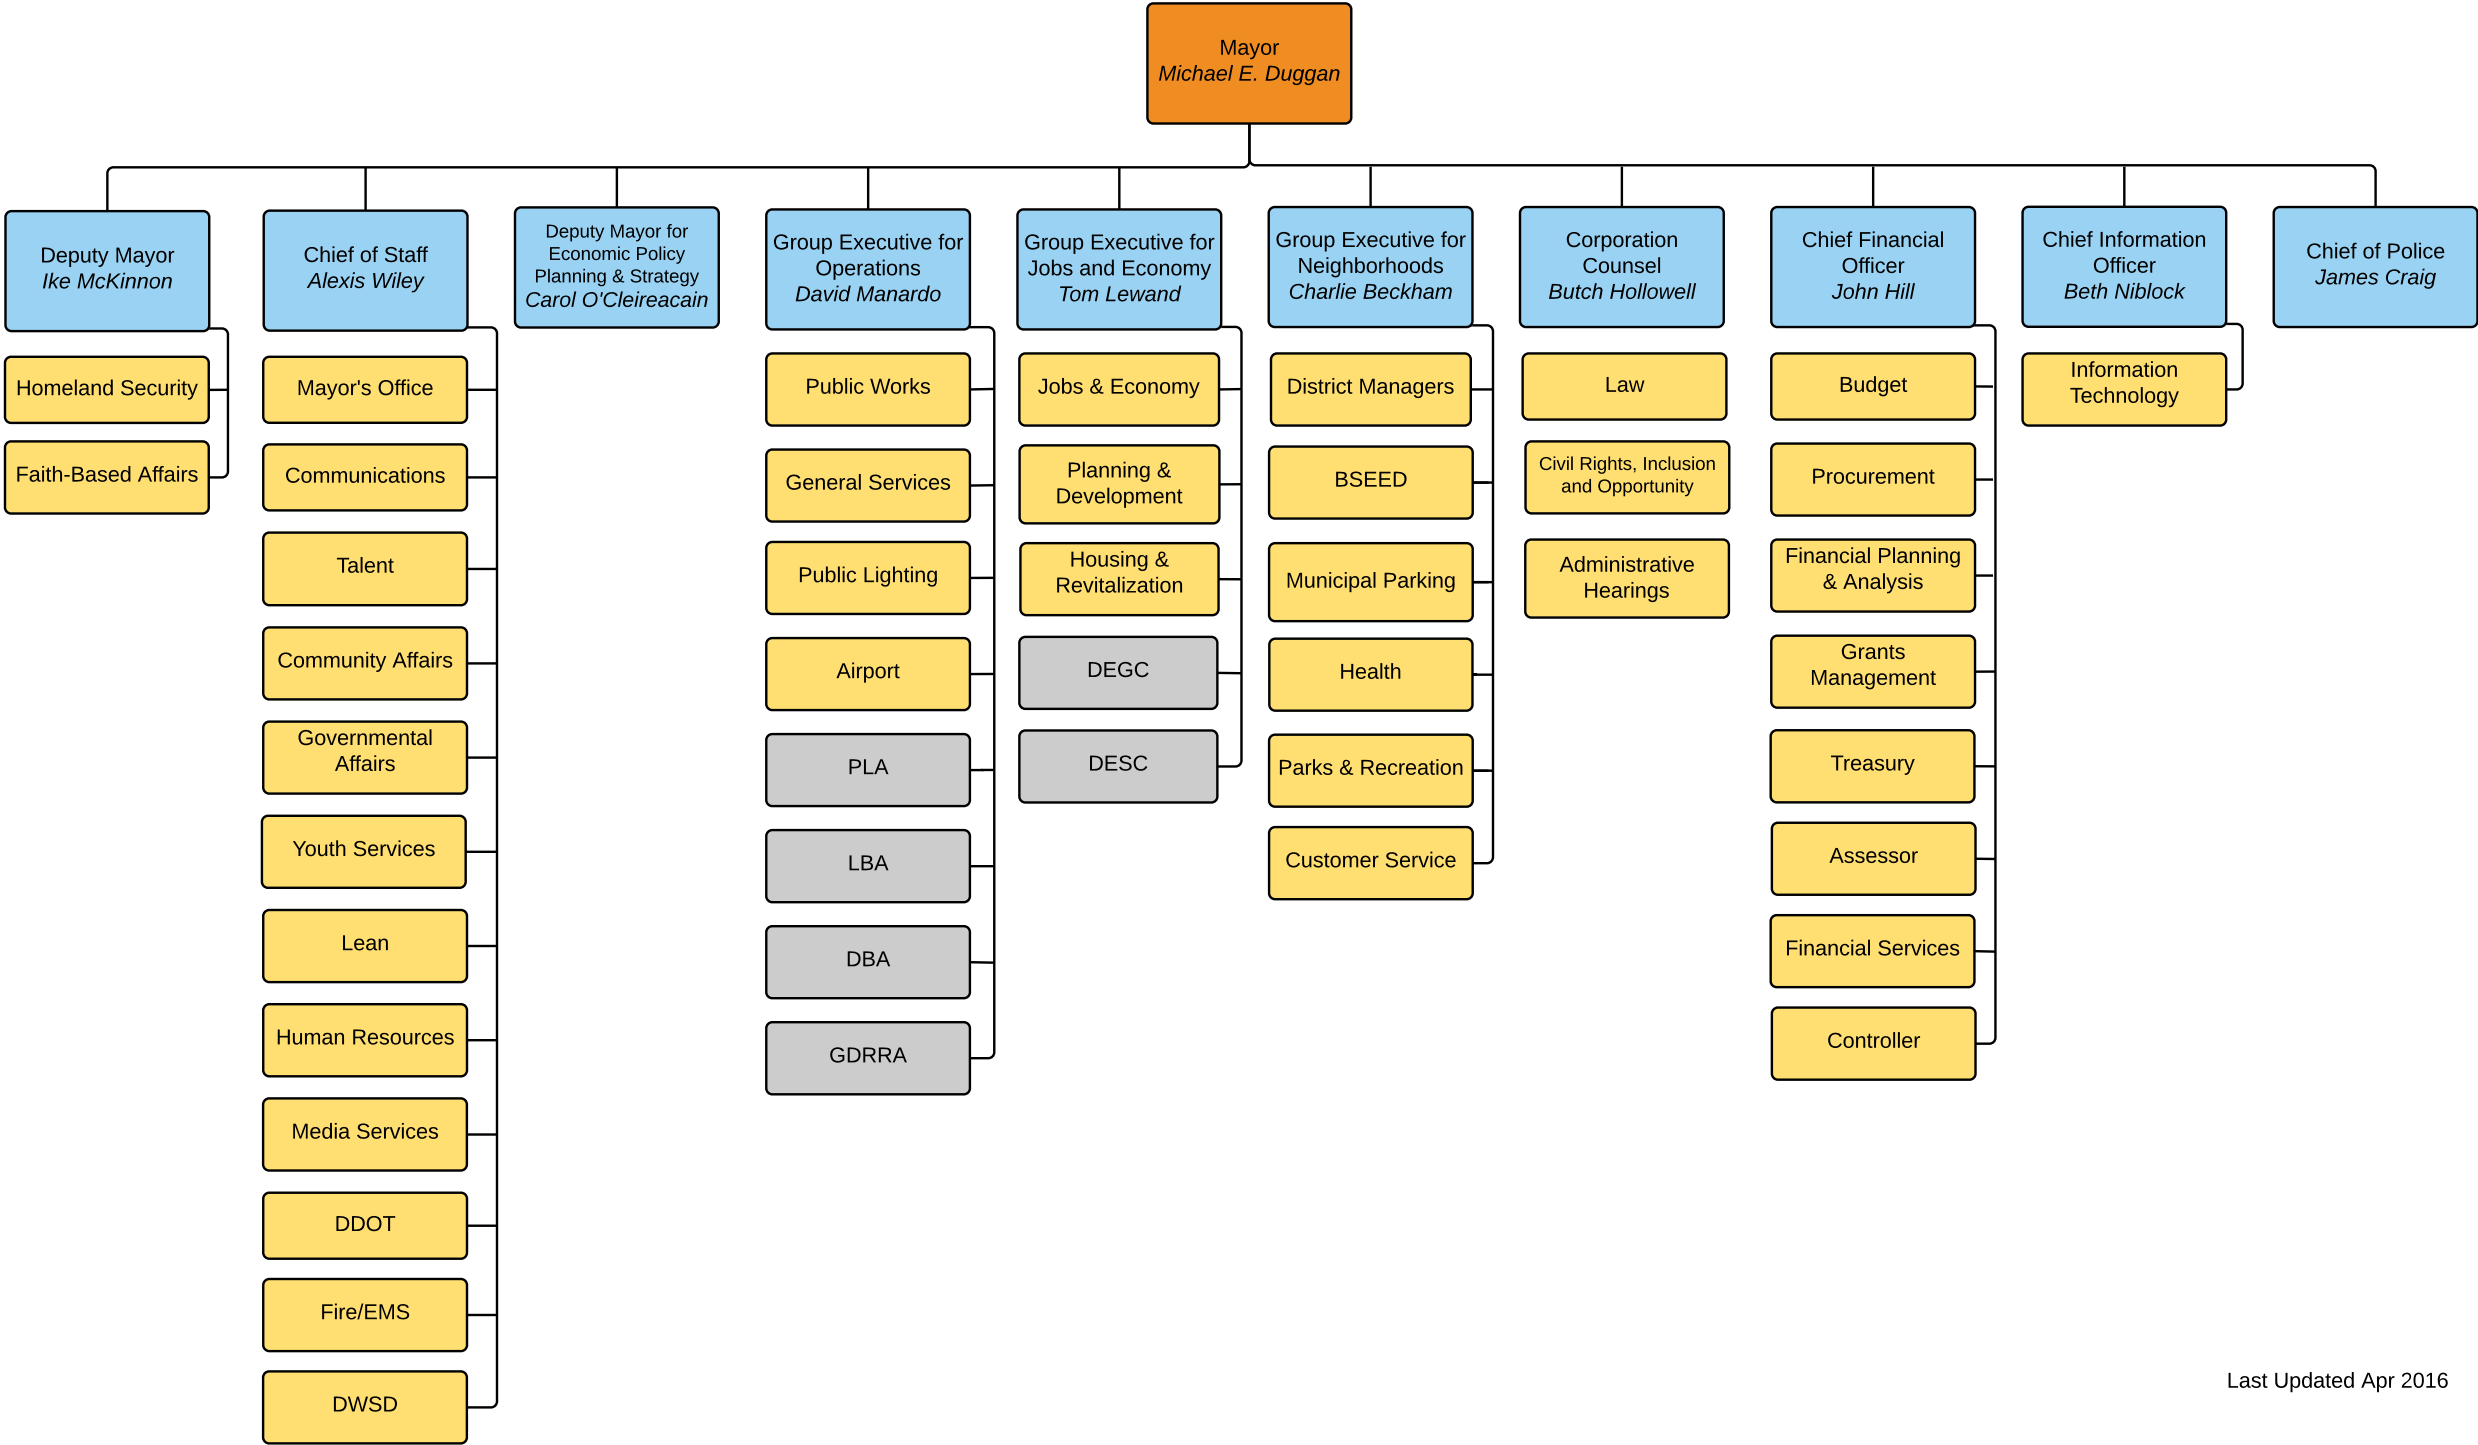 Mayor
Michael E. Duggan
Deputy Mayor
Ike McKinnon
Homeland Security
Faith-Based Affairs
Chief of Staff
Alexis Wiley
Mayor's Office
Communications
Talent
Community Affairs
Governmental
Affairs
Youth Services
Lean
Human Resources
Media Services
DDOT
Fire/EMS
DWSD
Deputy Mayor for
Economic Policy
Planning & Strategy
Carol O'Cleireacain
Group Executive for
Operations
David Manardo
Public Works
General Services
Public Lighting
Airport
PLA
LBA
DBA
GDRRA
Group Executive for
Jobs and Economy
Tom Lewand
Jobs & Economy
Planning &
Development
Housing &
Revitalization
DEGC
DESC
Group Executive for
Neighborhoods
Charlie Beckham
District Managers
BSEED
Municipal Parking
Health
Parks & Recreation
Customer Service
Corporation
Counsel
Butch Hollowell
Law
Civil Rights, Inclusion
and Opportunity
Administrative
Hearings
Chief Financial
Officer
John Hill
Budget
Procurement
Financial Planning
& Analysis
Grants
Management
Treasury
Assessor
Financial Services
Controller
Chief Information
Officer
Beth Niblock
Information
Technology
Chief of Police
James Craig
Last Updated Apr 2016